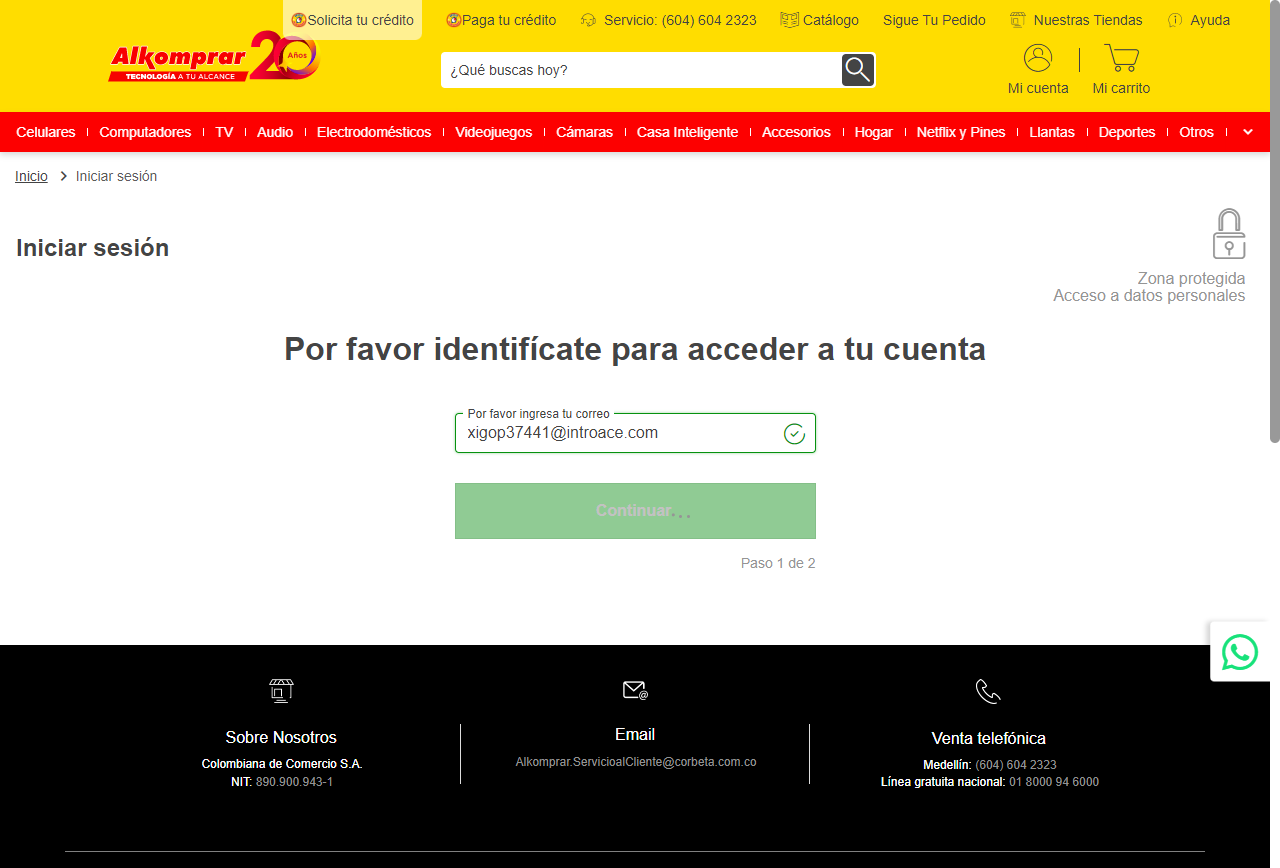 Solicita tu crédito
Paga tu crédito
Servicio: (604) 604 2323
Catálogo
Sigue Tu Pedido
Nuestras Tiendas
Ayuda
Alkomprar 20 Años
TECNOLOGÍA A TU ALCANCE
¿Qué buscas hoy?
Mi cuenta
Mi carrito
Celulares
Computadores
TV
Audio
Electrodomésticos
Videojuegos
Cámaras
Casa Inteligente
Accesorios
Hogar
Netflix y Pines
Llantas
Deportes
Otros
Inicio > Iniciar sesión
Iniciar sesión
Zona protegida
Acceso a datos personales
Por favor identifícate para acceder a tu cuenta
Por favor ingresa tu correo
xigop37441@introace.com
Continuar...
Paso 1 de 2
Sobre Nosotros
Colombiana de Comercio S.A.
NIT: 890.900.943-1
Email
Alkomprar.ServicioalCliente@corbeta.com.co
Venta telefónica
Medellín: (604) 604 2323
Línea gratuita nacional: 01 8000 94 6000